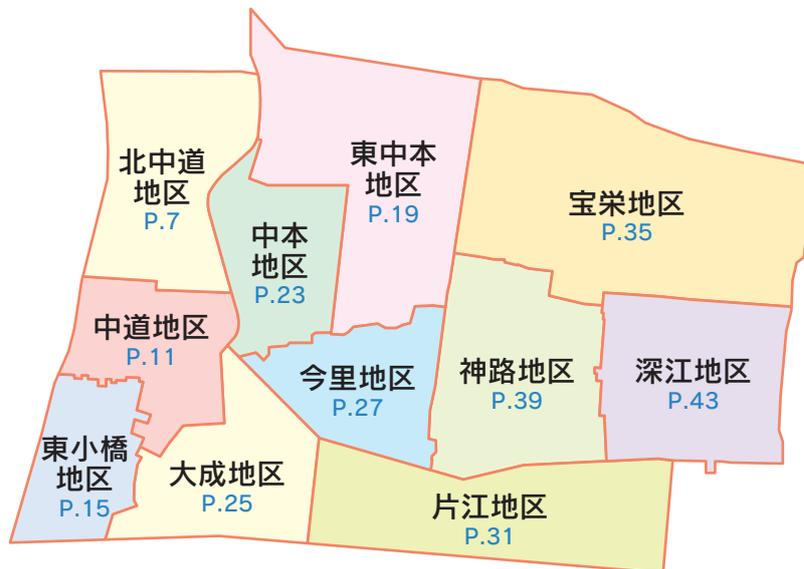 北中道
地区
P.7
東中本
地区
P.19
宝栄地区
P.35
中本
地区
P.23
中道地区
P.11
今里地区
P.27
神路地区
P.39
深江地区
P.43
東小橋
地区
P.15
大成地区
P.25
片江地区
P.31